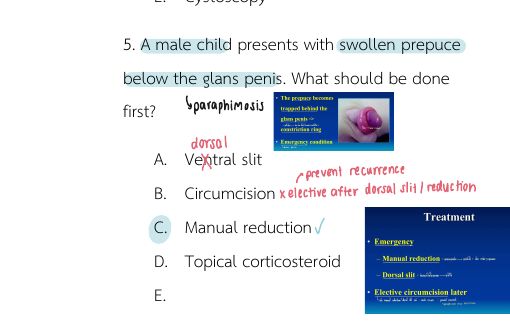 5. A male child presents with swollen prepuce
below the glans penis. What should be done
first?
↳paraphimosis
• The prepuce becomes
trapped behind the
glans penis ->
constriction ring
• Emergency condition
dorsal
A. Ventral slit
prevent recurrence
B. Circumcision x elective after dorsal slit / reduction
C. Manual reduction ✓
D. Topical corticosteroid
E.
Treatment
• Emergency
– Manual reduction
– Dorsal slit
• Elective circumcision later